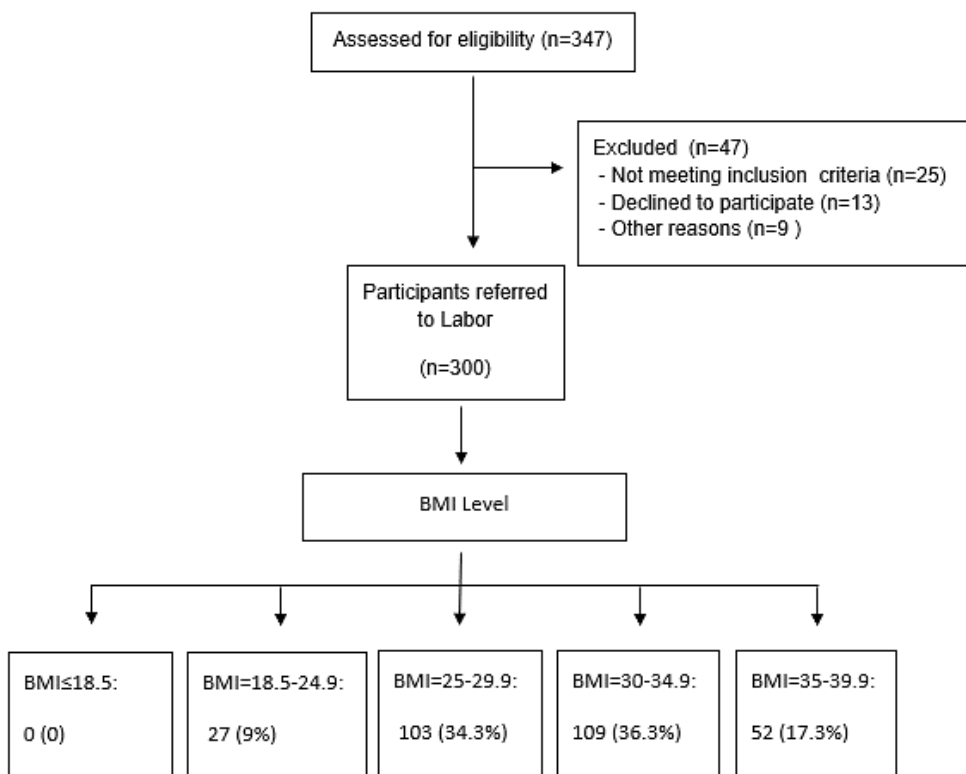 Assessed for eligibility (n=347)
Excluded (n=47)
- Not meeting inclusion criteria (n=25)
- Declined to participate (n=13)
- Other reasons (n=9 )
Participants referred
to Labor
(n=300)
BMI Level
BMI≤18.5:
0 (0)
BMI=18.5-24.9:
27 (9%)
BMI=25-29.9:
103 (34.3%)
BMI=30-34.9:
109 (36.3%)
BMI=35-39.9:
52 (17.3%)